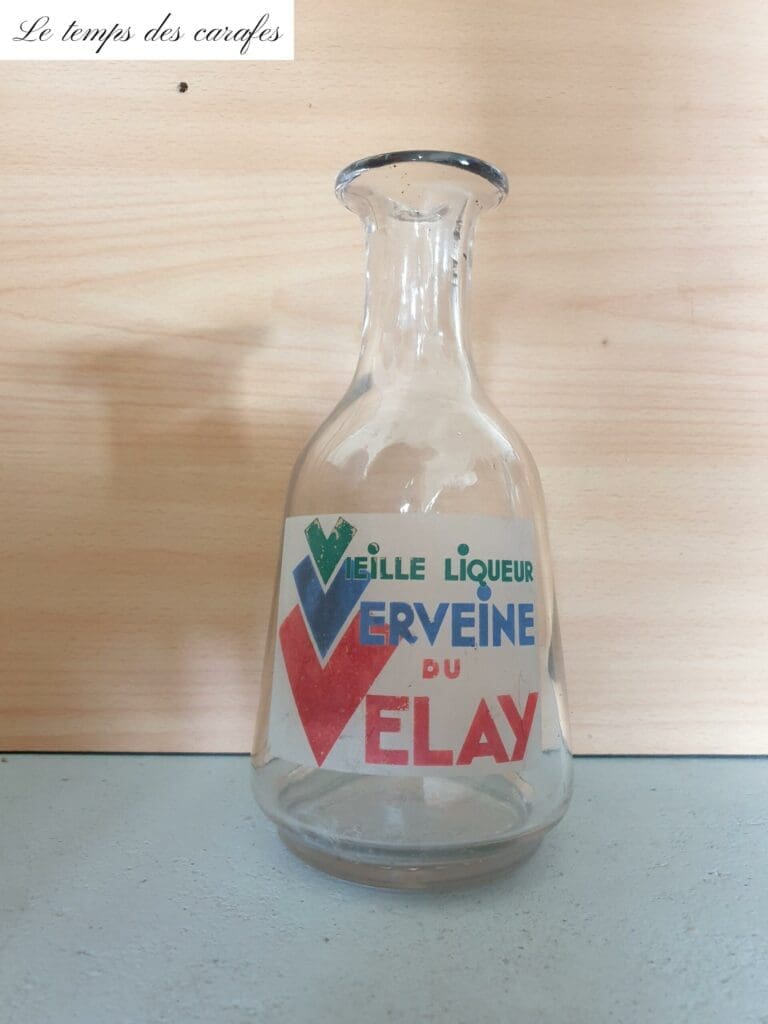 Le temps des carafes
VIEILLE LIQUEUR
VERVEINE
DU
VELAY